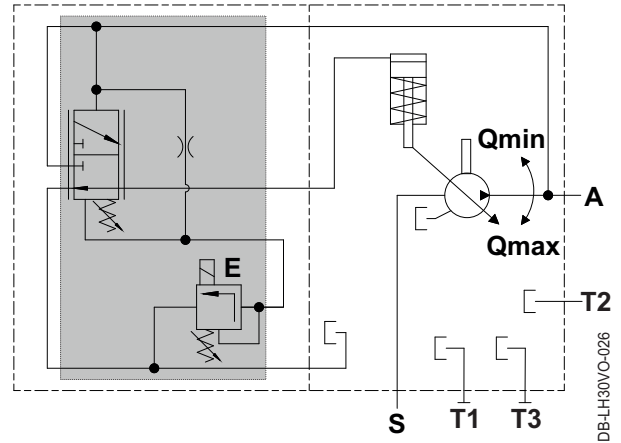 Qmin
A
Qmax
E
T2
S
T1
T3
DB-LH30VO-026